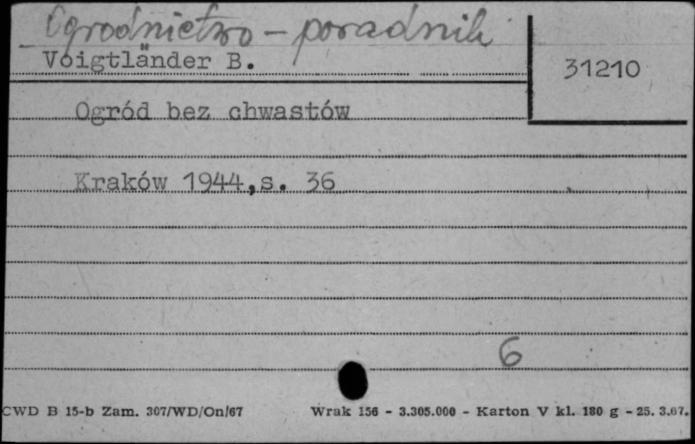 Ogrodnictwo - poradnik
Voigtländer B.
31210
Ogród bez chwastów
Kraków 1944,s. 36
6
CWD B 15-b Zam. 307/WD/On/67 Wrak 156 - 3.305.000 - Karton V kl. 180 g - 25. 3.67.